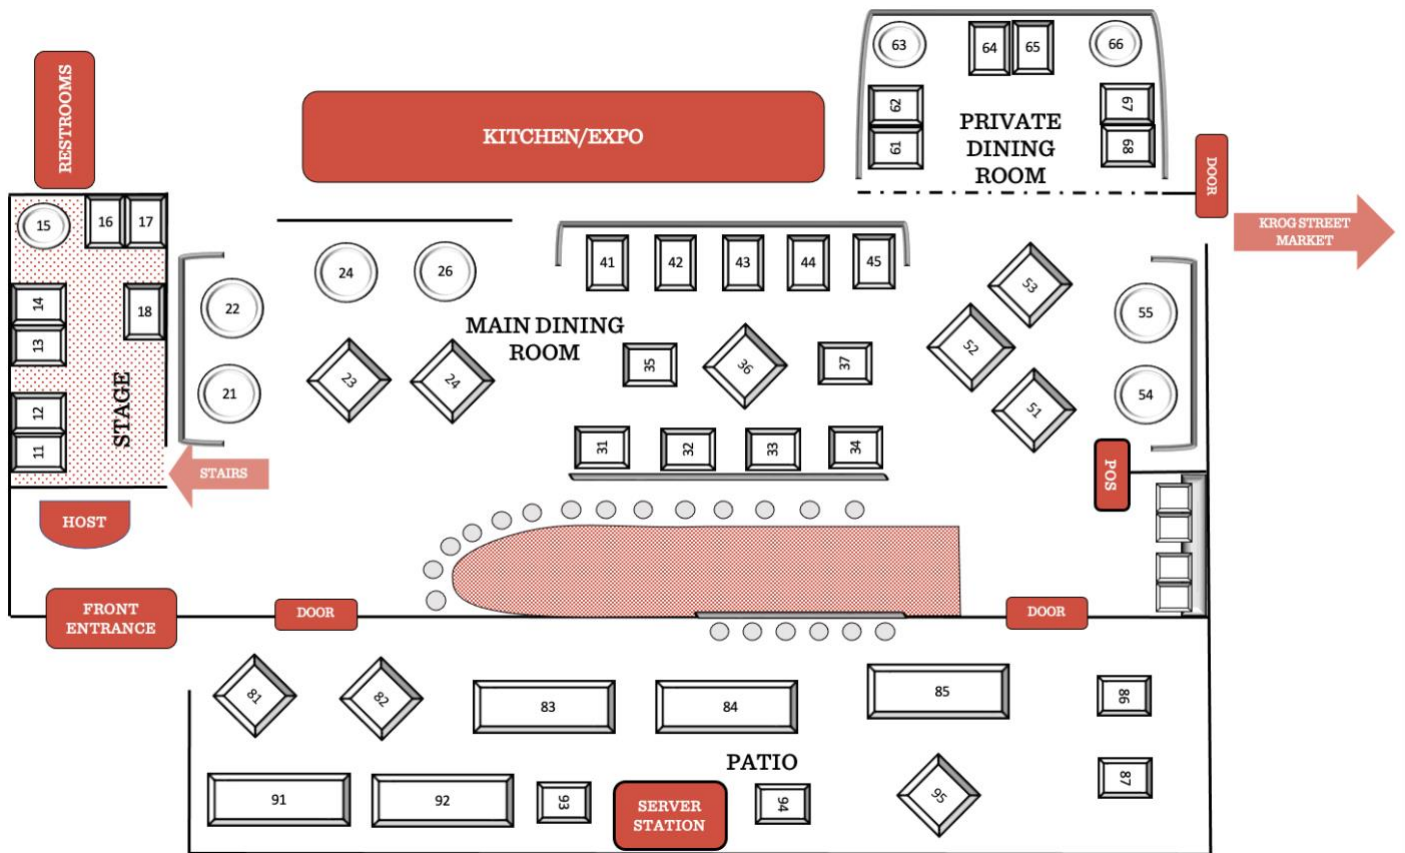 63
64
65
66
RESTROOMS
62
67
KITCHEN/EXPO
PRIVATE
DINING
ROOM
61
68
DOOR
15
16
17
KROG STREET
MARKET
24
26
41
42
43
44
45
53
14
18
22
55
13
MAIN DINING
ROOM
52
35
36
37
23
24
21
54
51
12
STAGE
11
31
32
33
34
STAIRS
POS
HOST
FRONT
ENTRANCE
DOOR
DOOR
81
82
83
84
85
86
PATIO
91
92
93
SERVER
STATION
94
95
87